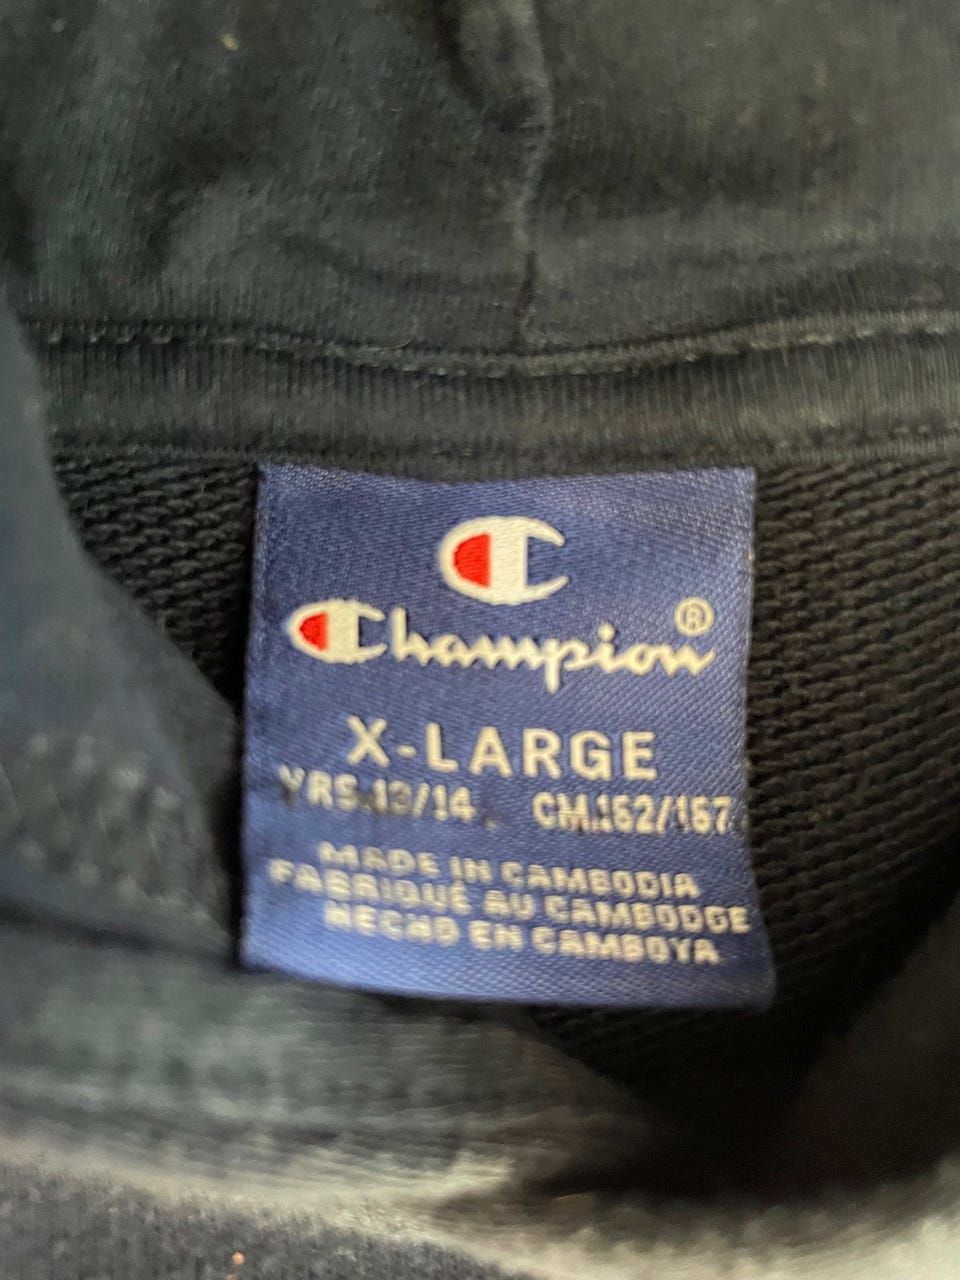 Champion®
X-LARGE
YRS.13/14 CM.152/157
MADE IN CAMBODIA
FABRIQUÉ AU CAMBODGE
HECHO EN CAMBOYA